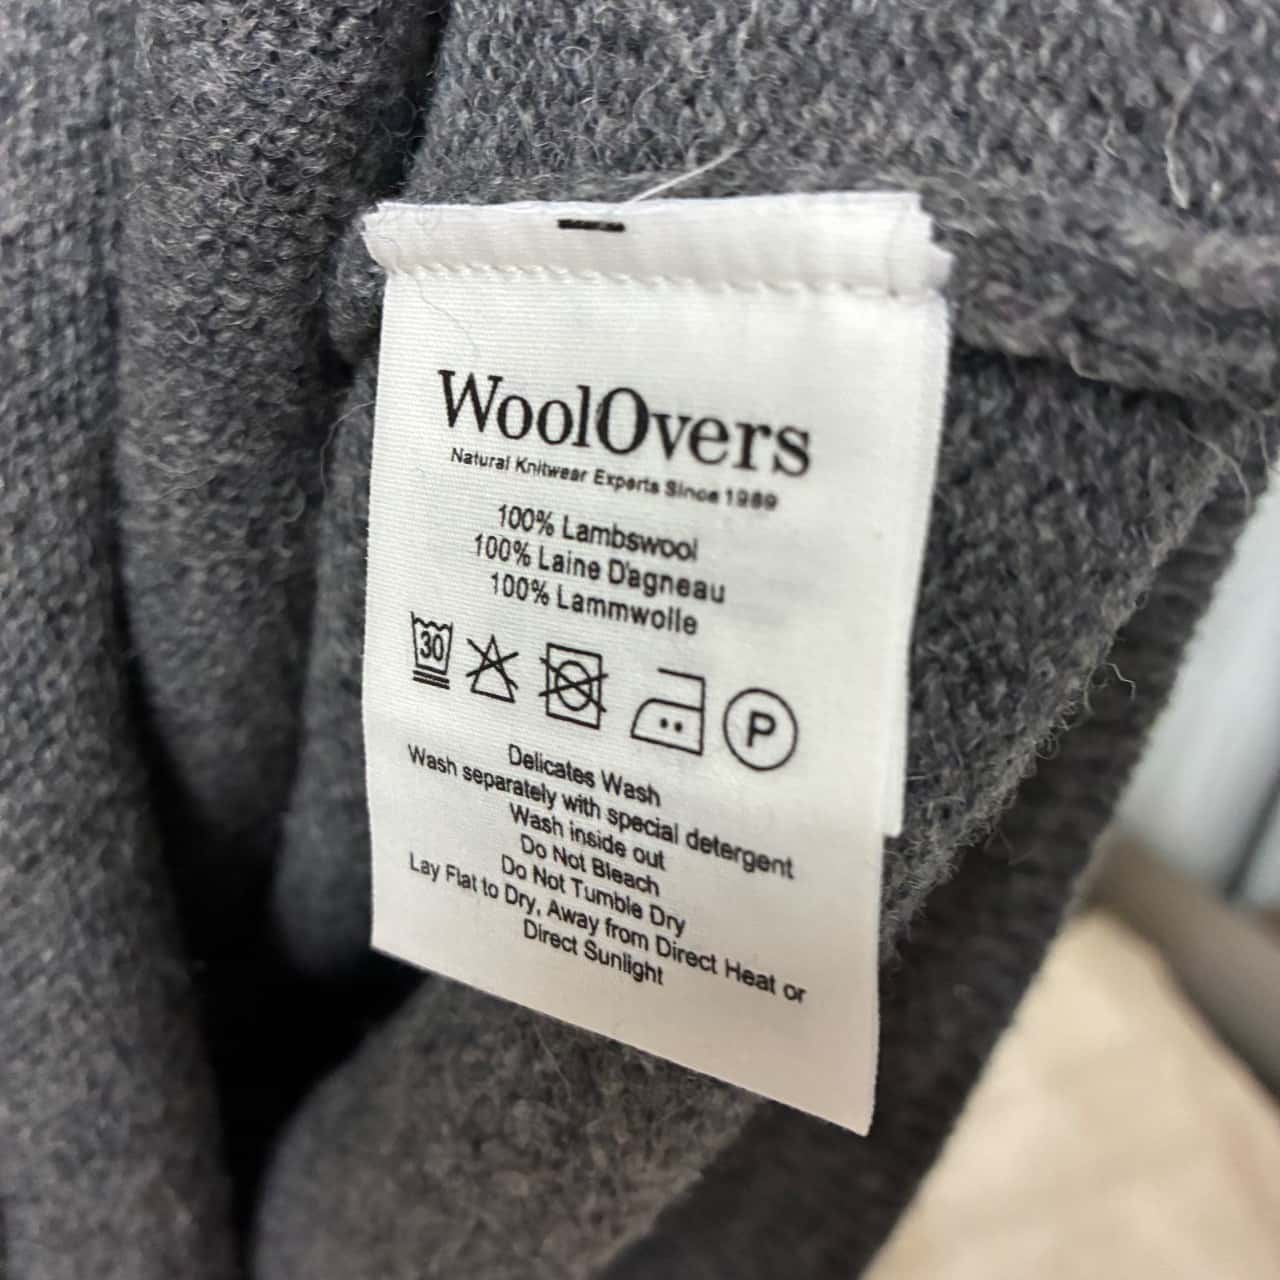 WoolOvers
Natural Knitwear Experts Since 1989
100% Lambswool
100% Laine D'agneau
100% Lammwolle
30
P
Delicates Wash
Wash separately with special detergent
Wash inside out
Do Not Bleach
Do Not Tumble Dry
Lay Flat to Dry, Away from Direct Heat or
Direct Sunlight